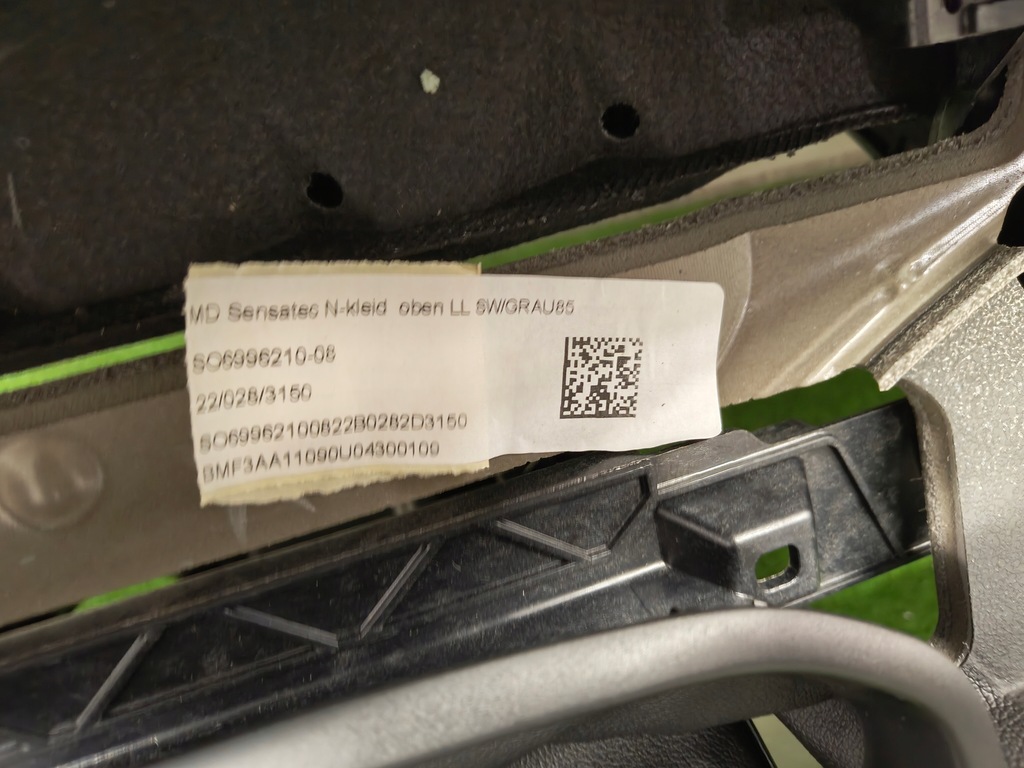 MD Sensatec N-kleid oben LL SW/GRAU85
SO6996210-08
22/028/3150
SO69962100822B0282D3150
BMF3AA11090U04300109